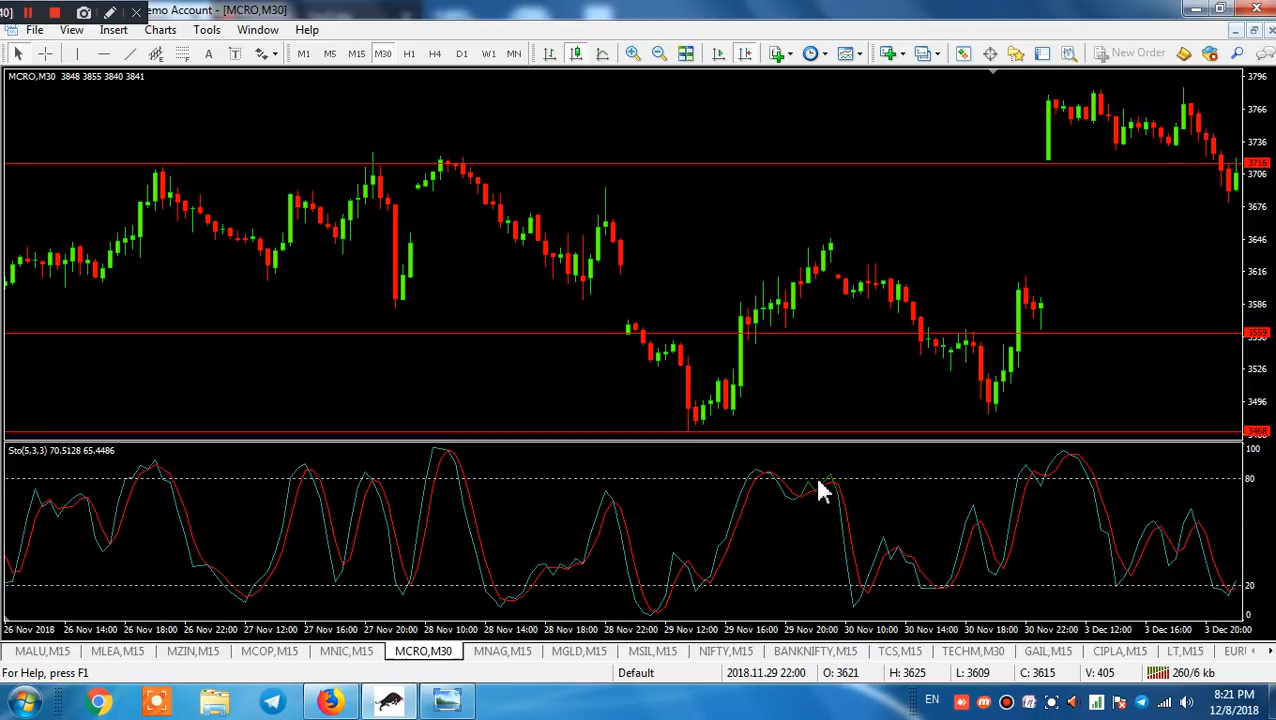 40]
emo Account - [MCRO,M30]
File View Insert Charts Tools Window Help
A T M1 M5 M15 M30 H1 H4 D1 W1 MN New Order
MCRO,M30 3848 3855 3840 3841
3796
3766
3736
3716
3706
3676
3646
3616
3586
3559
3526
3496
3468
Sto(5,3,3) 70.5128 65.4486
100
80
20
0
26 Nov 2018 26 Nov 14:00 26 Nov 18:00 26 Nov 22:00 27 Nov 12:00 27 Nov 16:00 27 Nov 20:00 28 Nov 10:00 28 Nov 14:00 28 Nov 18:00 28 Nov 22:00 29 Nov 12:00 29 Nov 16:00 29 Nov 20:00 30 Nov 10:00 30 Nov 14:00 30 Nov 18:00 30 Nov 22:00 3 Dec 12:00 3 Dec 16:00 3 Dec 20:00
MALU,M15 MLEA,M15 MZIN,M15 MCOP,M15 MNIC,M15 MCRO,M30 MNAG,M15 MGLD,M15 MSIL,M15 NIFTY,M15 BANKNIFTY,M15 TCS,M15 TECHM,M30 GAIL,M15 CIPLA,M15 LT,M15 EUR
For Help, press F1 Default 2018.11.29 22:00 O: 3621 H: 3625 L: 3609 C: 3615 V: 405 260/6 kb
EN 8:21 PM
12/8/2018